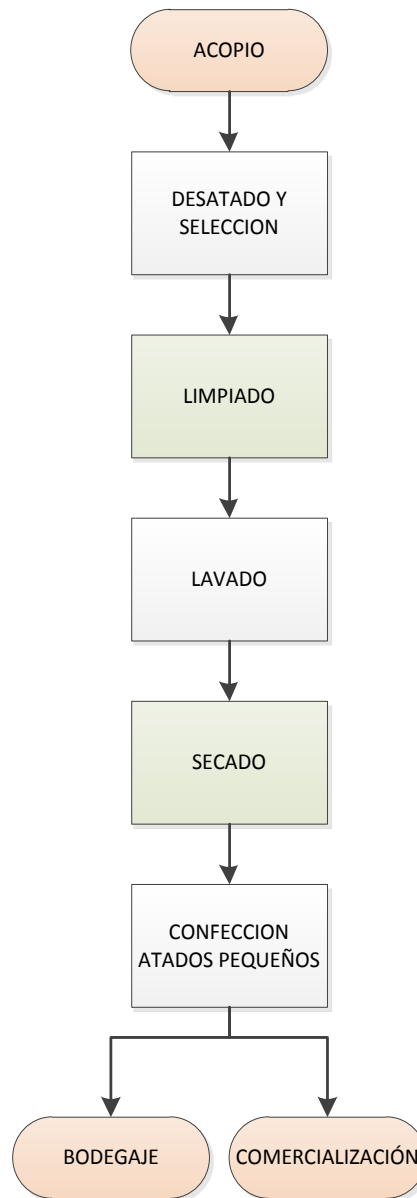 ACOPIO
DESATADO Y
SELECCION
LIMPIADO
LAVADO
SECADO
CONFECCION
ATADOS PEQUEÑOS
BODEGAJE
COMERCIALIZACIÓN